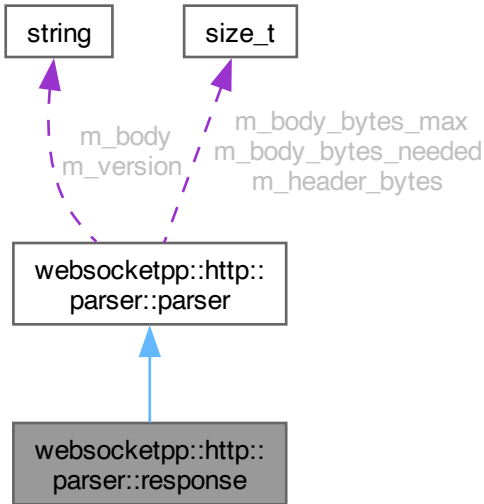 string
size_t
m_body
m_version
m_body_bytes_max
m_body_bytes_needed
m_header_bytes
websocketpp::http::
parser::parser
websocketpp::http::
parser::response